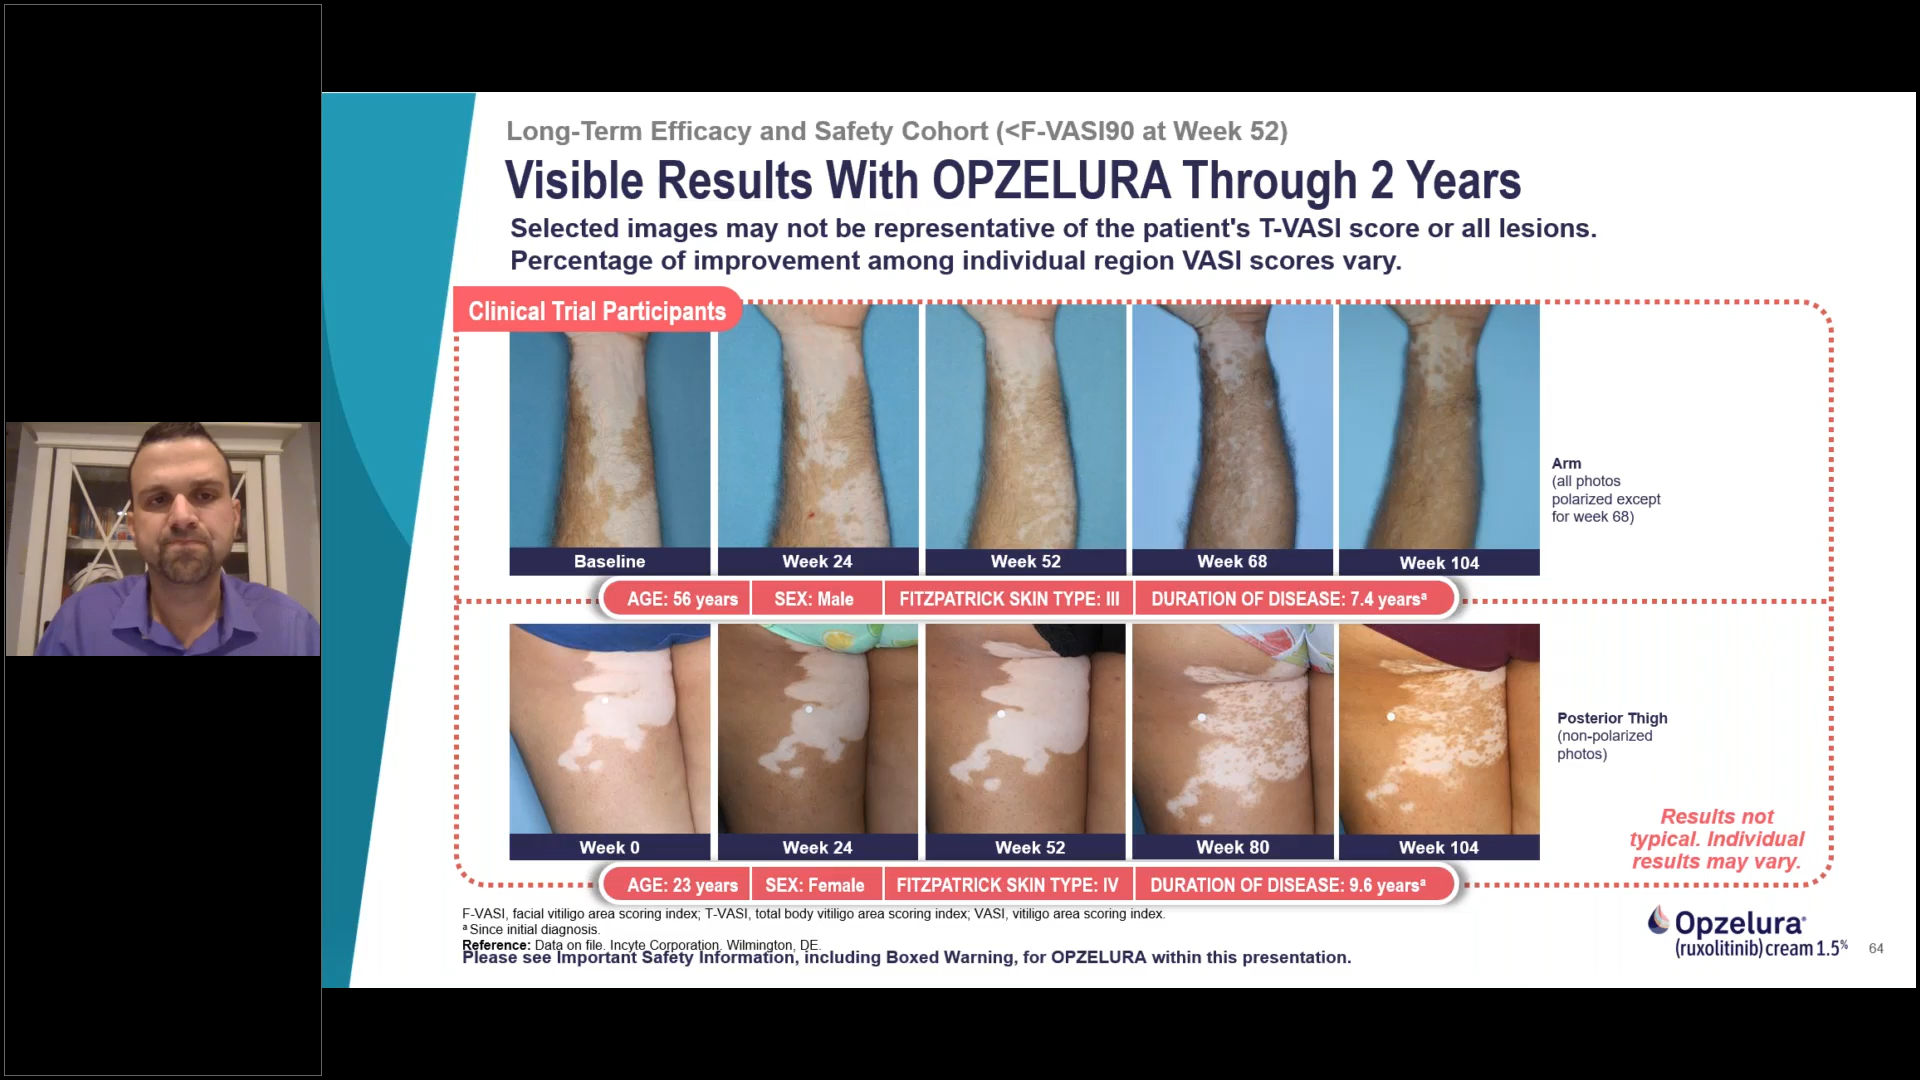 Long-Term Efficacy and Safety Cohort (<F-VASI90 at Week 52)
Visible Results With OPZELURA Through 2 Years
Selected images may not be representative of the patient's T-VASI score or all lesions.
Percentage of improvement among individual region VASI scores vary.
Clinical Trial Participants
Baseline
Week 24
Week 52
Week 68
Week 104
Arm
(all photos
polarized except
for week 68)
AGE: 56 years
SEX: Male
FITZPATRICK SKIN TYPE: III
DURATION OF DISEASE: 7.4 yearsª
Week 0
Week 24
Week 52
Week 80
Week 104
Posterior Thigh
(non-polarized
photos)
Results not
typical. Individual
results may vary.
AGE: 23 years
SEX: Female
FITZPATRICK SKIN TYPE: IV
DURATION OF DISEASE: 9.6 yearsª
F-VASI, facial vitiligo area scoring index; T-VASI, total body vitiligo area scoring index; VASI, vitiligo area scoring index.
ª Since initial diagnosis.
Reference: Data on file. Incyte Corporation. Wilmington, DE.
Please see Important Safety Information, including Boxed Warning, for OPZELURA within this presentation.
Opzelura®
(ruxolitinib) cream 1.5%
64